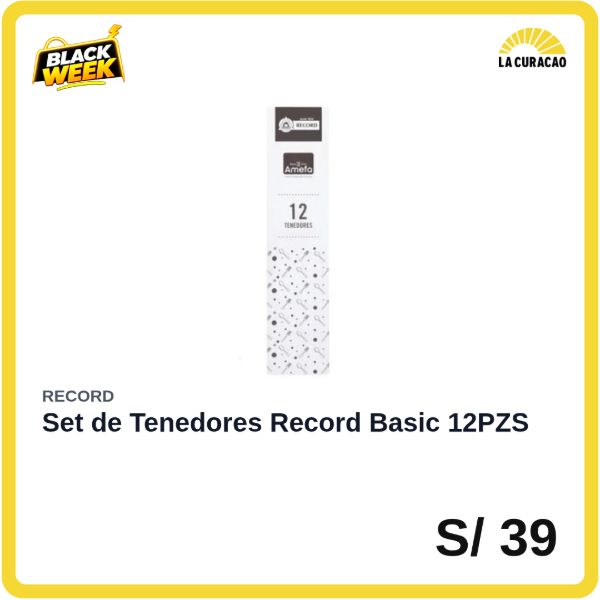 BLACK
WEEK
LA CURACAO
RECORD
Amefa
12
TENEDORES
RECORD
Set de Tenedores Record Basic 12PZS
S/ 39